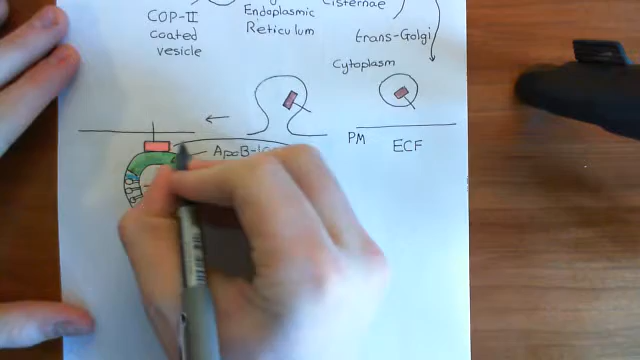 Cisternae
COP-II
coated
vesicle
Endoplasmic
Reticulum
trans-Golgi
Cytoplasm
PM
ECF